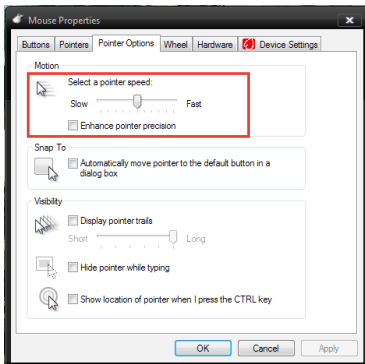 Mouse Properties
Buttons Pointers Pointer Options Wheel Hardware Device Settings
Motion
Select a pointer speed:
Slow Fast
Enhance pointer precision
Snap To
Automatically move pointer to the default button in a
dialog box
Visibility
Display pointer trails
Short Long
Hide pointer while typing
Show location of pointer when I press the CTRL key
OK Cancel Apply